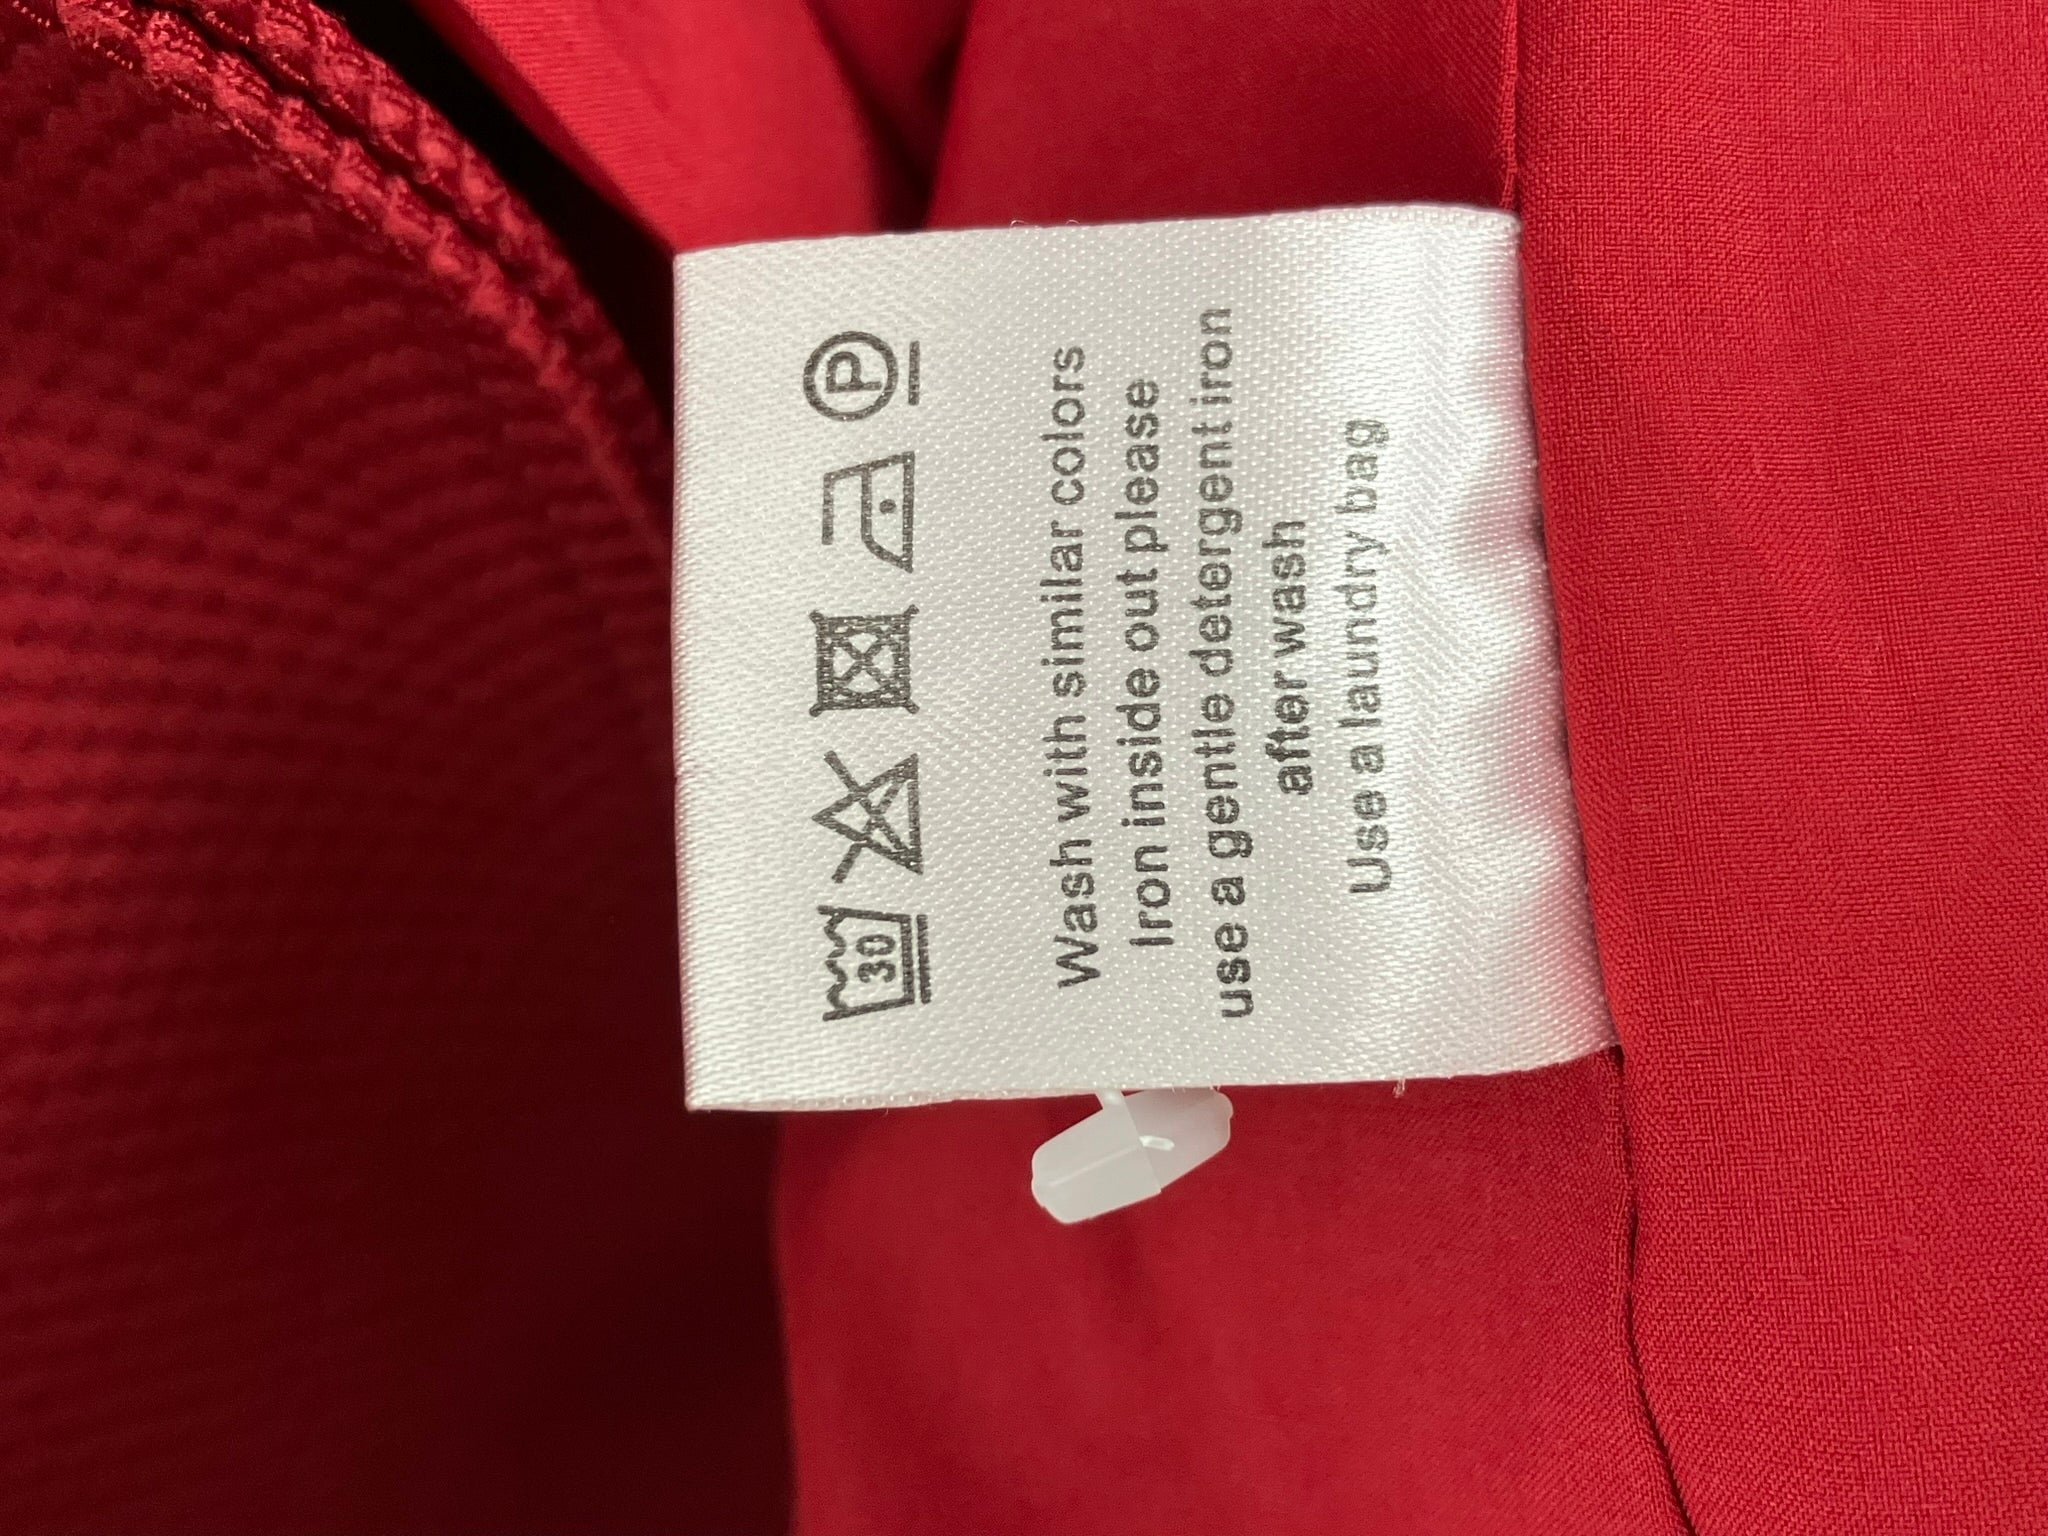 30 P
Wash with similar colors
Iron inside out please
use a gentle detergent iron
after wash
Use a laundry bag